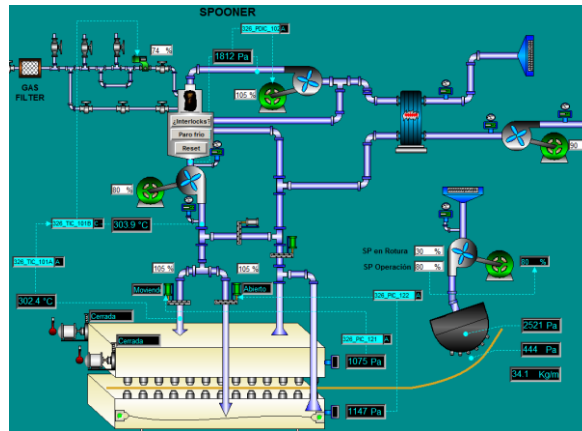 SPOONER
326_PDIC_102 A
74 %
1812 Pa
GAS
FILTER
105 %
¿Interlocks?
Paro frio
Reset
90
80 %
326_TIC_101B C
303.9 °C
SP en Rotura 30 %
SP Operación 80 %
80 %
326_TIC_101A A
105 %
105 %
Moviend
Abierto
326_PIC_122 A
302.4 °C
Cerrada
2521 Pa
326_PIC_121 A
Cerrada
444 Pa
1075 Pa
34.1 Kg/m
1147 Pa